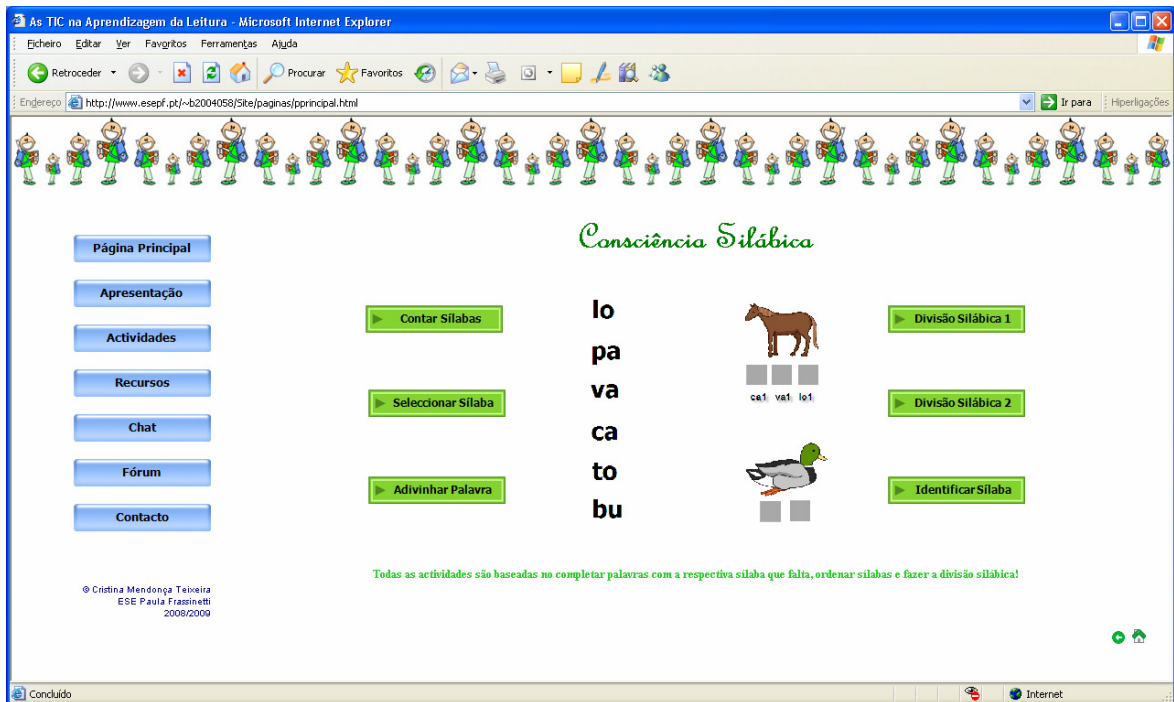 As TIC na Aprendizagem da Leitura - Microsoft Internet Explorer
Ficheiro Editar Ver Favoritos Ferramentas Ajuda
Retroceder Procurar Favoritos
Endereço http://www.esepf.pt/~b2004058/Site/paginas/pprincipal.html Ir para Hiperligações
Consciência Silábica
Página Principal
Apresentação
Actividades
Recursos
Chat
Fórum
Contacto
© Cristina Mendonça Teixeira
ESE Paula Frassinetti
2008/2009
Contar Sílabas
Seleccionar Sílaba
Adivinhar Palavra
lo
pa
va
ca
to
bu
ca1 va1 lo1
Divisão Silábica 1
Divisão Silábica 2
Identificar Sílaba
Todas as actividades são baseadas no completar palavras com a respectiva sílaba que falta, ordenar sílabas e fazer a divisão silábica!
Concluído Internet